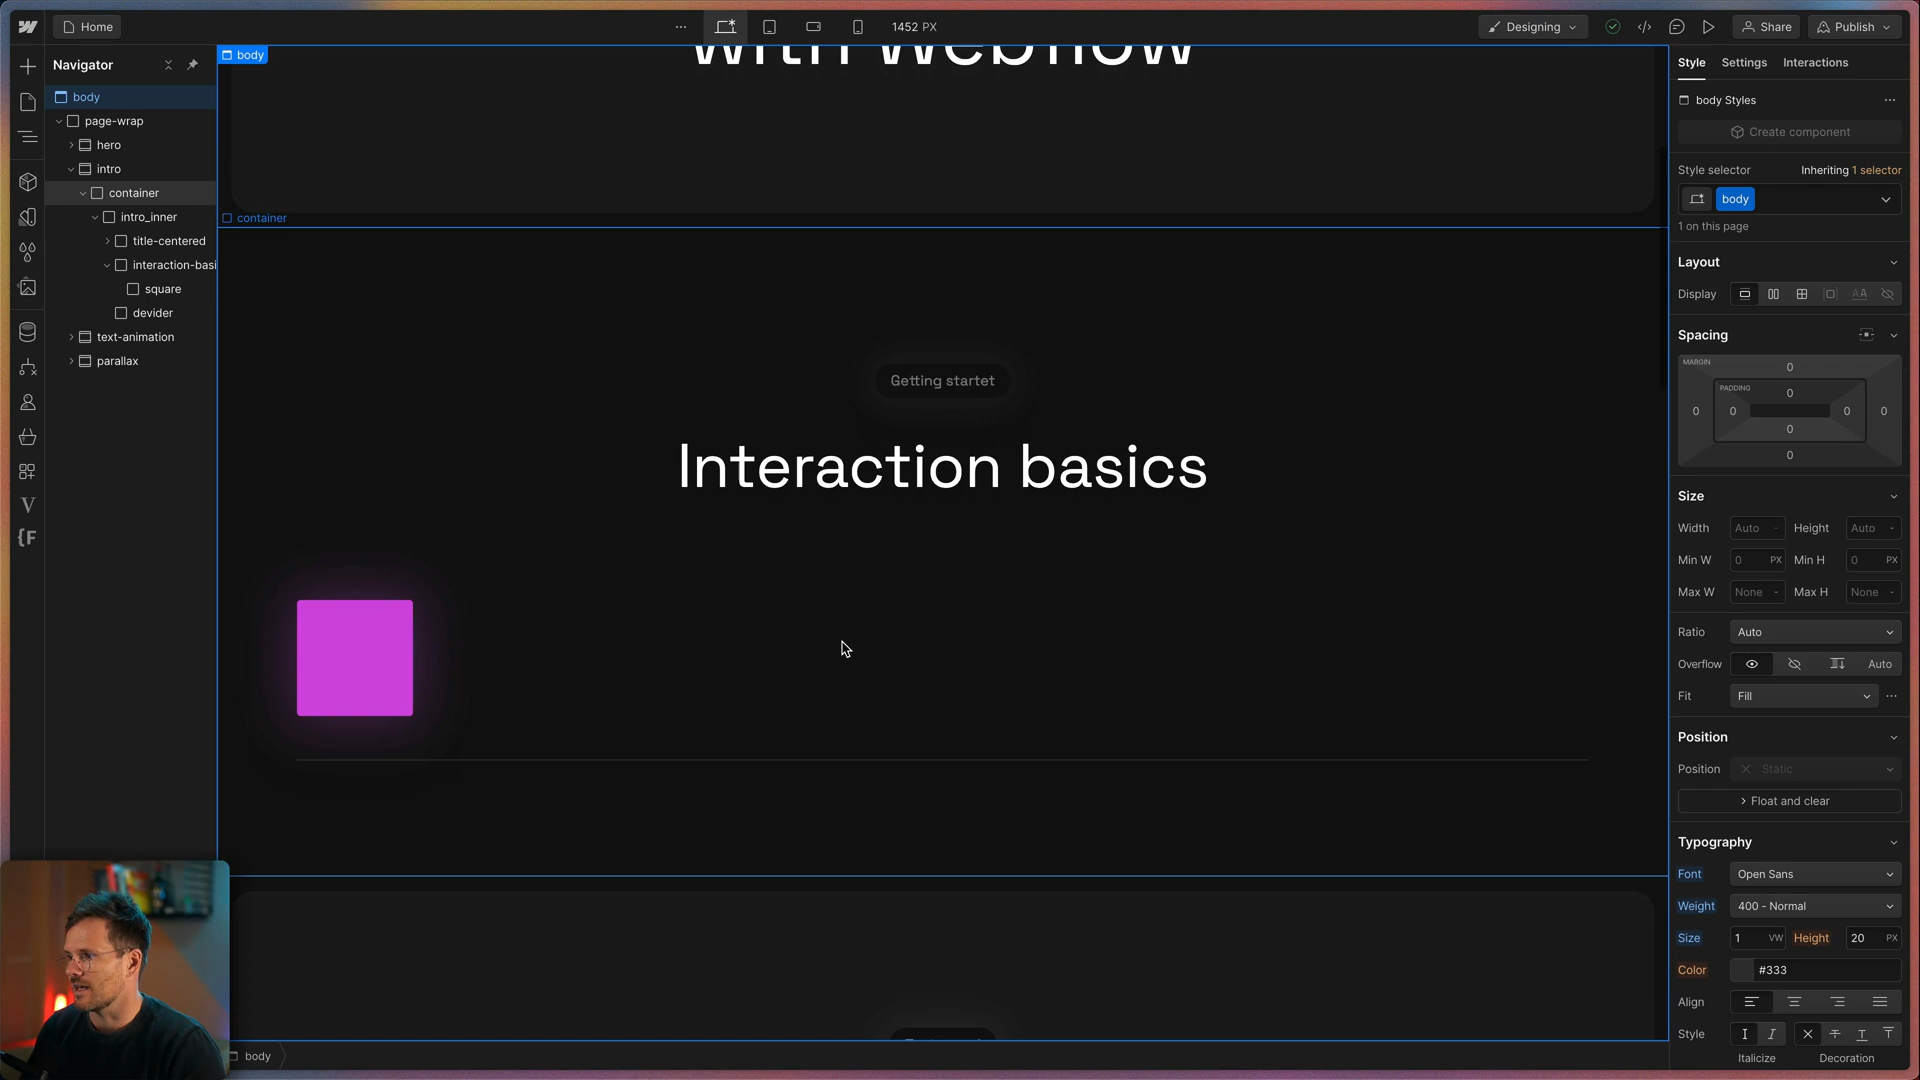 Home
1452 PX
Designing
Share
Publish
Navigator
body
page-wrap
hero
intro
container
intro_inner
title-centered
interaction-basi
square
devider
text-animation
parallax
body
with Webflow
container
Getting startet
Interaction basics
body
Style
Settings
Interactions
body Styles
Create component
Style selector
Inheriting 1 selector
body
1 on this page
Layout
Display
Spacing
MARGIN
0
PADDING
0
0
0
0
0
0
0
Size
Width
Auto
-
Height
Auto
-
Min W
0
PX
Min H
0
PX
Max W
None
-
Max H
None
-
Ratio
Auto
Overflow
Auto
Fit
Fill
Position
Position
Static
Float and clear
Typography
Font
Open Sans
Weight
400 - Normal
Size
1
VW
Height
20
PX
Color
#333
Align
Style
Italicize
Decoration